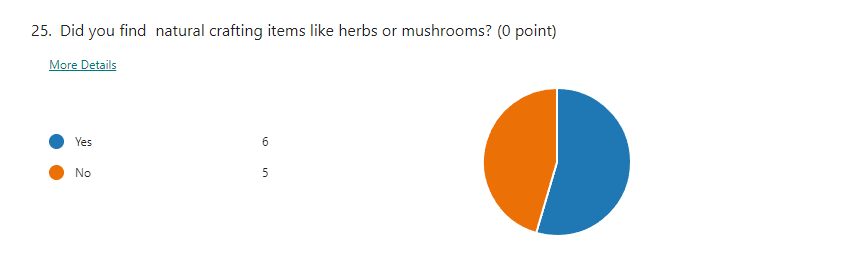 25. Did you find natural crafting items like herbs or mushrooms? (0 point)
More Details
Yes 6
No 5